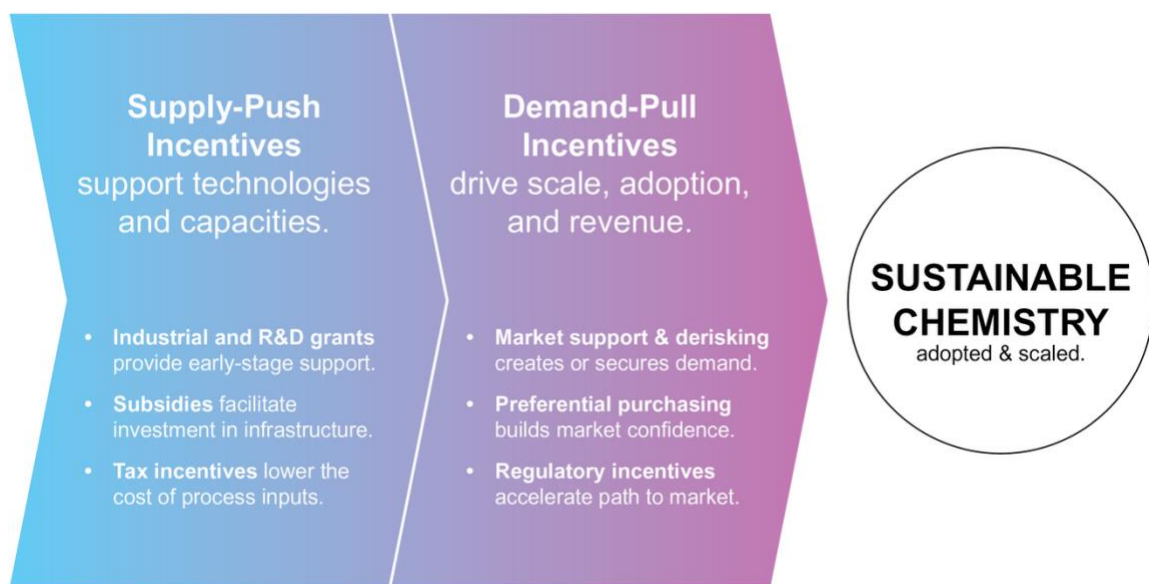 Supply-Push
Incentives
support technologies
and capacities.
• Industrial and R&D grants
provide early-stage support.
• Subsidies facilitate
investment in infrastructure.
• Tax incentives lower the
cost of process inputs.
Demand-Pull
Incentives
drive scale, adoption,
and revenue.
• Market support & derisking
creates or secures demand.
• Preferential purchasing
builds market confidence.
• Regulatory incentives
accelerate path to market.
SUSTAINABLE
CHEMISTRY
adopted & scaled.